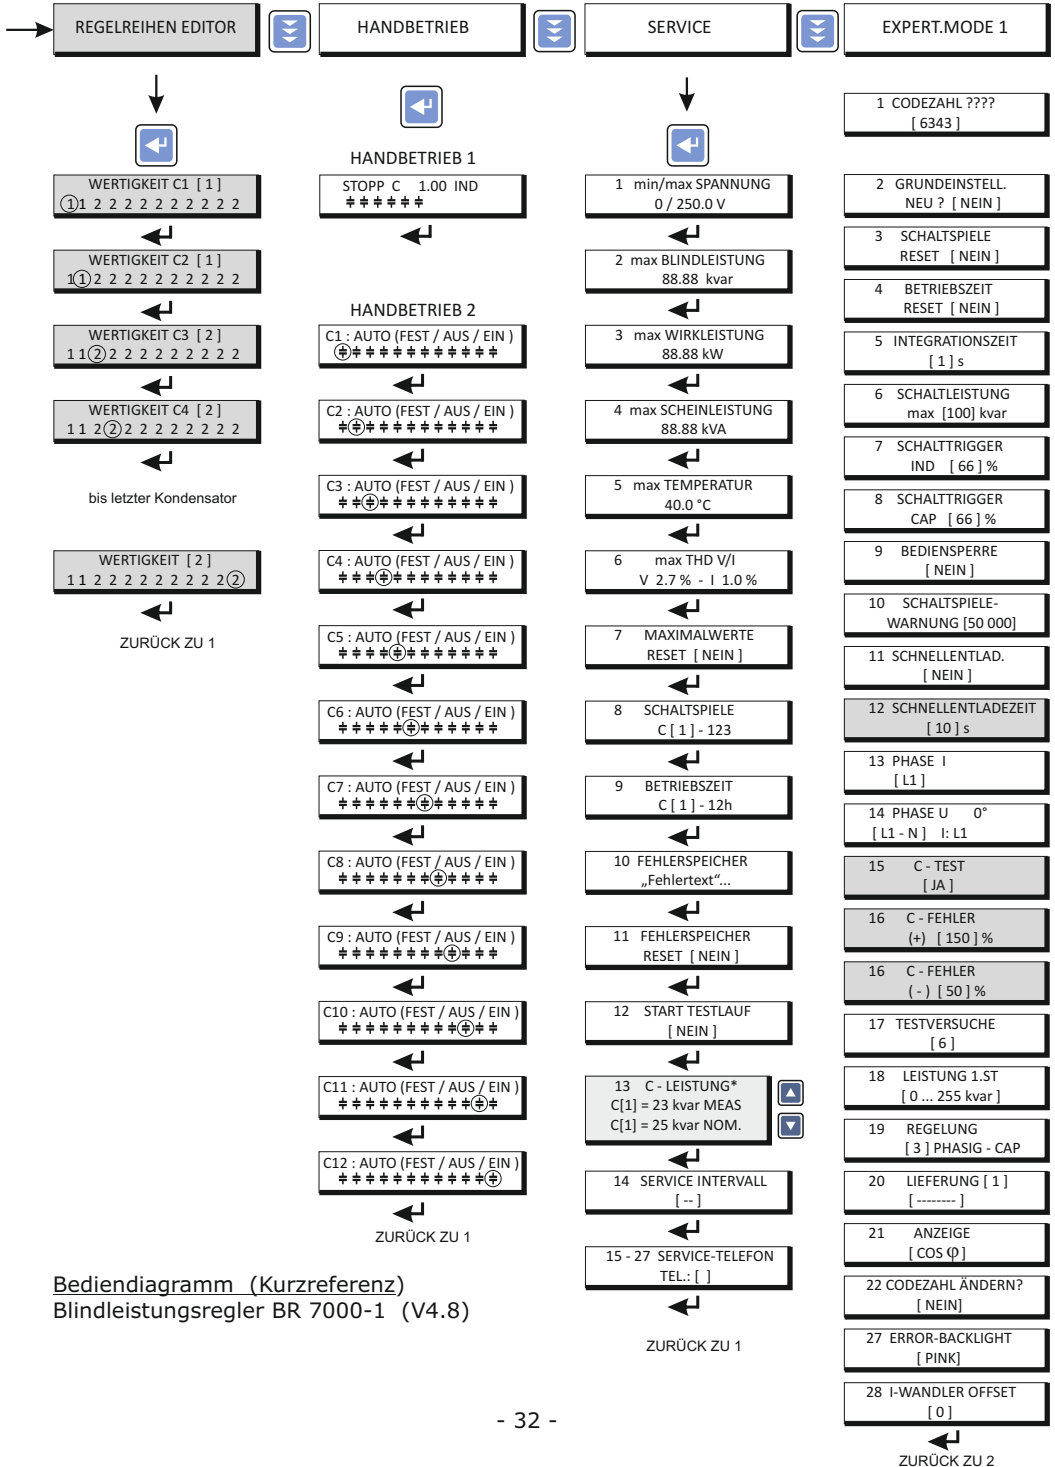 REGELREIHEN EDITOR
WERTIGKEIT C1 [ 1 ]
1 1 2 2 2 2 2 2 2 2 2 2
WERTIGKEIT C2 [ 1 ]
1 1 2 2 2 2 2 2 2 2 2 2
WERTIGKEIT C3 [ 2 ]
1 1 2 2 2 2 2 2 2 2 2 2
WERTIGKEIT C4 [ 2 ]
1 1 2 2 2 2 2 2 2 2 2 2
bis letzter Kondensator
WERTIGKEIT [ 2 ]
1 1 2 2 2 2 2 2 2 2 2 2
ZURÜCK ZU 1
HANDBETRIEB
HANDBETRIEB 1
STOPP C 1.00 IND
HANDBETRIEB 2
C1 : AUTO (FEST / AUS / EIN )
C2 : AUTO (FEST / AUS / EIN )
C3 : AUTO (FEST / AUS / EIN )
C4 : AUTO (FEST / AUS / EIN )
C5 : AUTO (FEST / AUS / EIN )
C6 : AUTO (FEST / AUS / EIN )
C7 : AUTO (FEST / AUS / EIN )
C8 : AUTO (FEST / AUS / EIN )
C9 : AUTO (FEST / AUS / EIN )
C10 : AUTO (FEST / AUS / EIN )
C11 : AUTO (FEST / AUS / EIN )
C12 : AUTO (FEST / AUS / EIN )
ZURÜCK ZU 1
SERVICE
1 min/max SPANNUNG
0 / 250.0 V
2 max BLINDLEISTUNG
88.88 kvar
3 max WIRKLEISTUNG
88.88 kW
4 max SCHEINLEISTUNG
88.88 kVA
5 max TEMPERATUR
40.0 °C
6 max THD V/I
V 2.7 % - I 1.0 %
7 MAXIMALWERTE
RESET [ NEIN ]
8 SCHALTSPIELE
C [ 1 ] - 123
9 BETRIEBSZEIT
C [ 1 ] - 12h
10 FEHLERSPEICHER
„Fehlertext“...
11 FEHLERSPEICHER
RESET [ NEIN ]
12 START TESTLAUF
[ NEIN ]
13 C - LEISTUNG*
C[1] = 23 kvar MEAS
C[1] = 25 kvar NOM.
14 SERVICE INTERVALL
[ -- ]
15 - 27 SERVICE-TELEFON
TEL.: [ ]
ZURÜCK ZU 1
EXPERT.MODE 1
1 CODEZAHL ????
[ 6343 ]
2 GRUNDEINSTELL.
NEU ? [ NEIN ]
3 SCHALTSPIELE
RESET [ NEIN ]
4 BETRIEBSZEIT
RESET [ NEIN ]
5 INTEGRATIONSZEIT
[ 1 ] s
6 SCHALTLEISTUNG
max [100] kvar
7 SCHALTTRIGGER
IND [ 66 ] %
8 SCHALTTRIGGER
CAP [ 66 ] %
9 BEDIENSPERRE
[ NEIN ]
10 SCHALTSPIELE-
WARNUNG [50 000]
11 SCHNELLENTLAD.
[ NEIN ]
12 SCHNELLENTLADEZEIT
[ 10 ] s
13 PHASE I
[ L1 ]
14 PHASE U 0°
[ L1 - N ] I: L1
15 C - TEST
[ JA ]
16 C - FEHLER
(+) [ 150 ] %
16 C - FEHLER
( - ) [ 50 ] %
17 TESTVERSUCHE
[ 6 ]
18 LEISTUNG 1.ST
[ 0 ... 255 kvar ]
19 REGELUNG
[ 3 ] PHASIG - CAP
20 LIEFERUNG [ 1 ]
[ -------- ]
21 ANZEIGE
[ COS φ ]
22 CODEZAHL ÄNDERN?
[ NEIN]
27 ERROR-BACKLIGHT
[ PINK]
28 I-WANDLER OFFSET
[ 0 ]
ZURÜCK ZU 2
Bediendiagramm (Kurzreferenz)
Blindleistungsregler BR 7000-1 (V4.8)
- 32 -